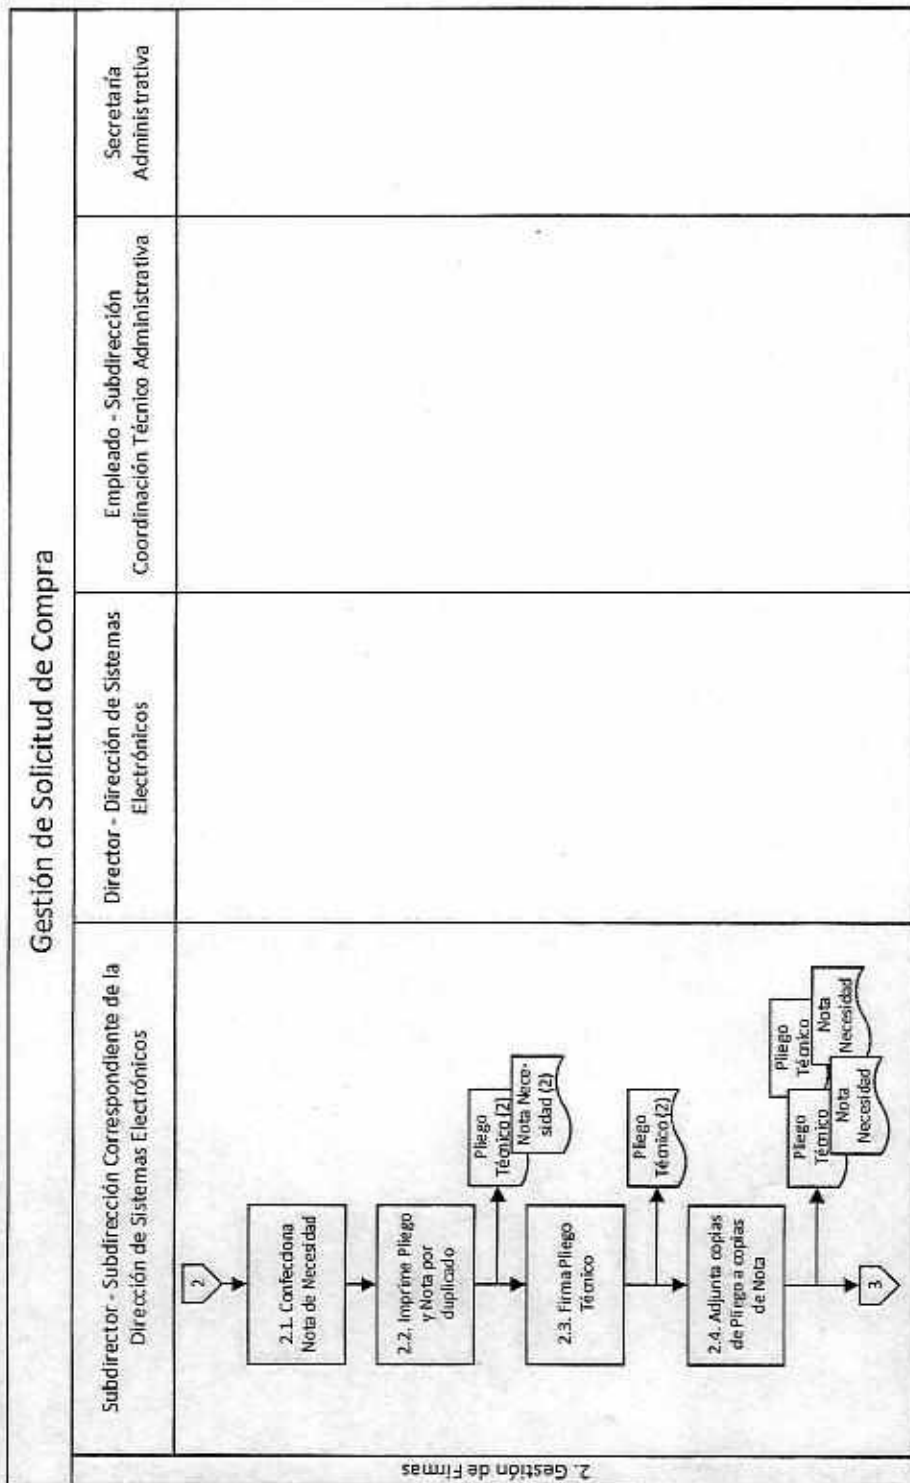 Gestión de Solicitud de Compra
Subdirector - Subdirección Correspondiente de la
Dirección de Sistemas Electrónicos
Director - Dirección de Sistemas
Electrónicos
Empleado - Subdirección
Coordinación Técnico Administrativa
Secretaría
Administrativa
2. Gestión de Firmas
2
2.1. Confecciona
Nota de Necesidad
2.2. Imprime Pliego
y Nota por
duplicado
Pliego
Técnico (2)
Nota Nece-
sidad (2)
2.3. Firma Pliego
Técnico
Pliego
Técnico (2)
2.4. Adjunta copias
de Pliego a copias
de Nota
Pliego
Técnico
Nota
Necesidad
Pliego
Técnico
Nota
Necesidad
3